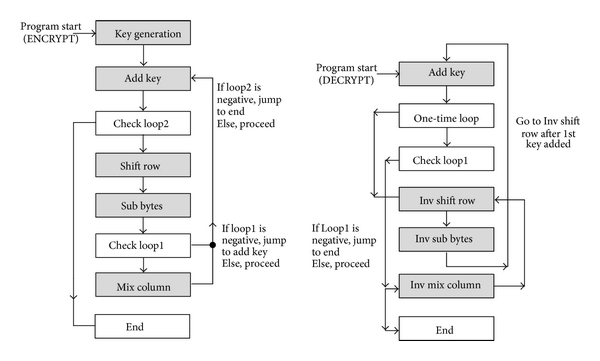 Program start
(ENCRYPT)
Key generation
Add key
If loop2 is
negative, jump
to end
Else, proceed
Check loop2
Shift row
Sub bytes
Check loop1
If loop1 is
negative, jump
to add key
Else, proceed
Mix column
End
Program start
(DECRYPT)
Add key
One-time loop
Go to Inv shift
row after 1st
key added
Check loop1
Inv shift row
If Loop1 is
negative, jump
to end
Else, proceed
Inv sub bytes
Inv mix column
End